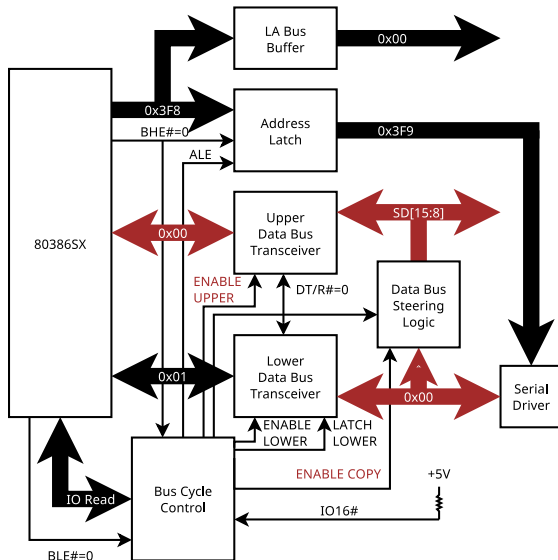 LA Bus
Buffer
0x00
0x3F8
BHE#=0
Address
Latch
0x3F9
ALE
80386SX
0x00
Upper
Data Bus
Transceiver
SD[15:8]
ENABLE
UPPER
DT/R#=0
Data Bus
Steering
Logic
0x01
Lower
Data Bus
Transceiver
0x00
Serial
Driver
ENABLE
LOWER
LATCH
LOWER
IO Read
Bus Cycle
Control
ENABLE COPY
+5V
IO16#
BLE#=0